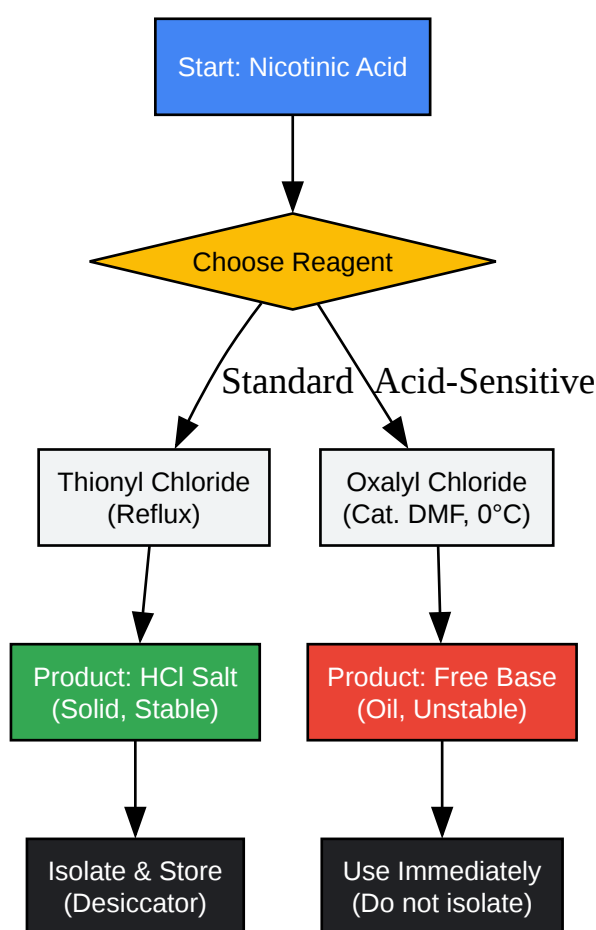 Start: Nicotinic Acid
Choose Reagent
Standard
Acid-Sensitive
Thionyl Chloride
(Reflux)
Oxalyl Chloride
(Cat. DMF, 0°C)
Product: HCl Salt
(Solid, Stable)
Product: Free Base
(Oil, Unstable)
Isolate & Store
(Desiccator)
Use Immediately
(Do not isolate)